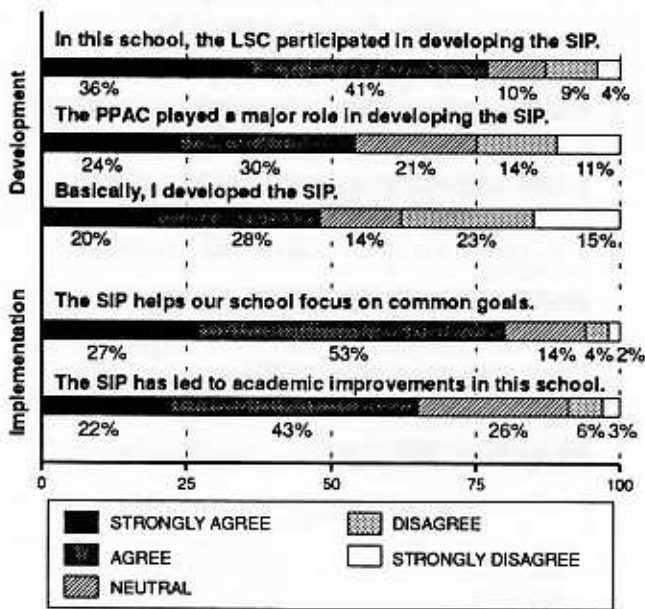 In this school, the LSC participated in developing the SIP.
36% 41% 10% 9% 4%
The PPAC played a major role in developing the SIP.
24% 30% 21% 14% 11%
Basically, I developed the SIP.
20% 28% 14% 23% 15%
Development
The SIP helps our school focus on common goals.
27% 53% 14% 4% 2%
The SIP has led to academic improvements in this school.
22% 43% 26% 6% 3%
Implementation
0 25 50 75 100
STRONGLY AGREE
AGREE
NEUTRAL
DISAGREE
STRONGLY DISAGREE